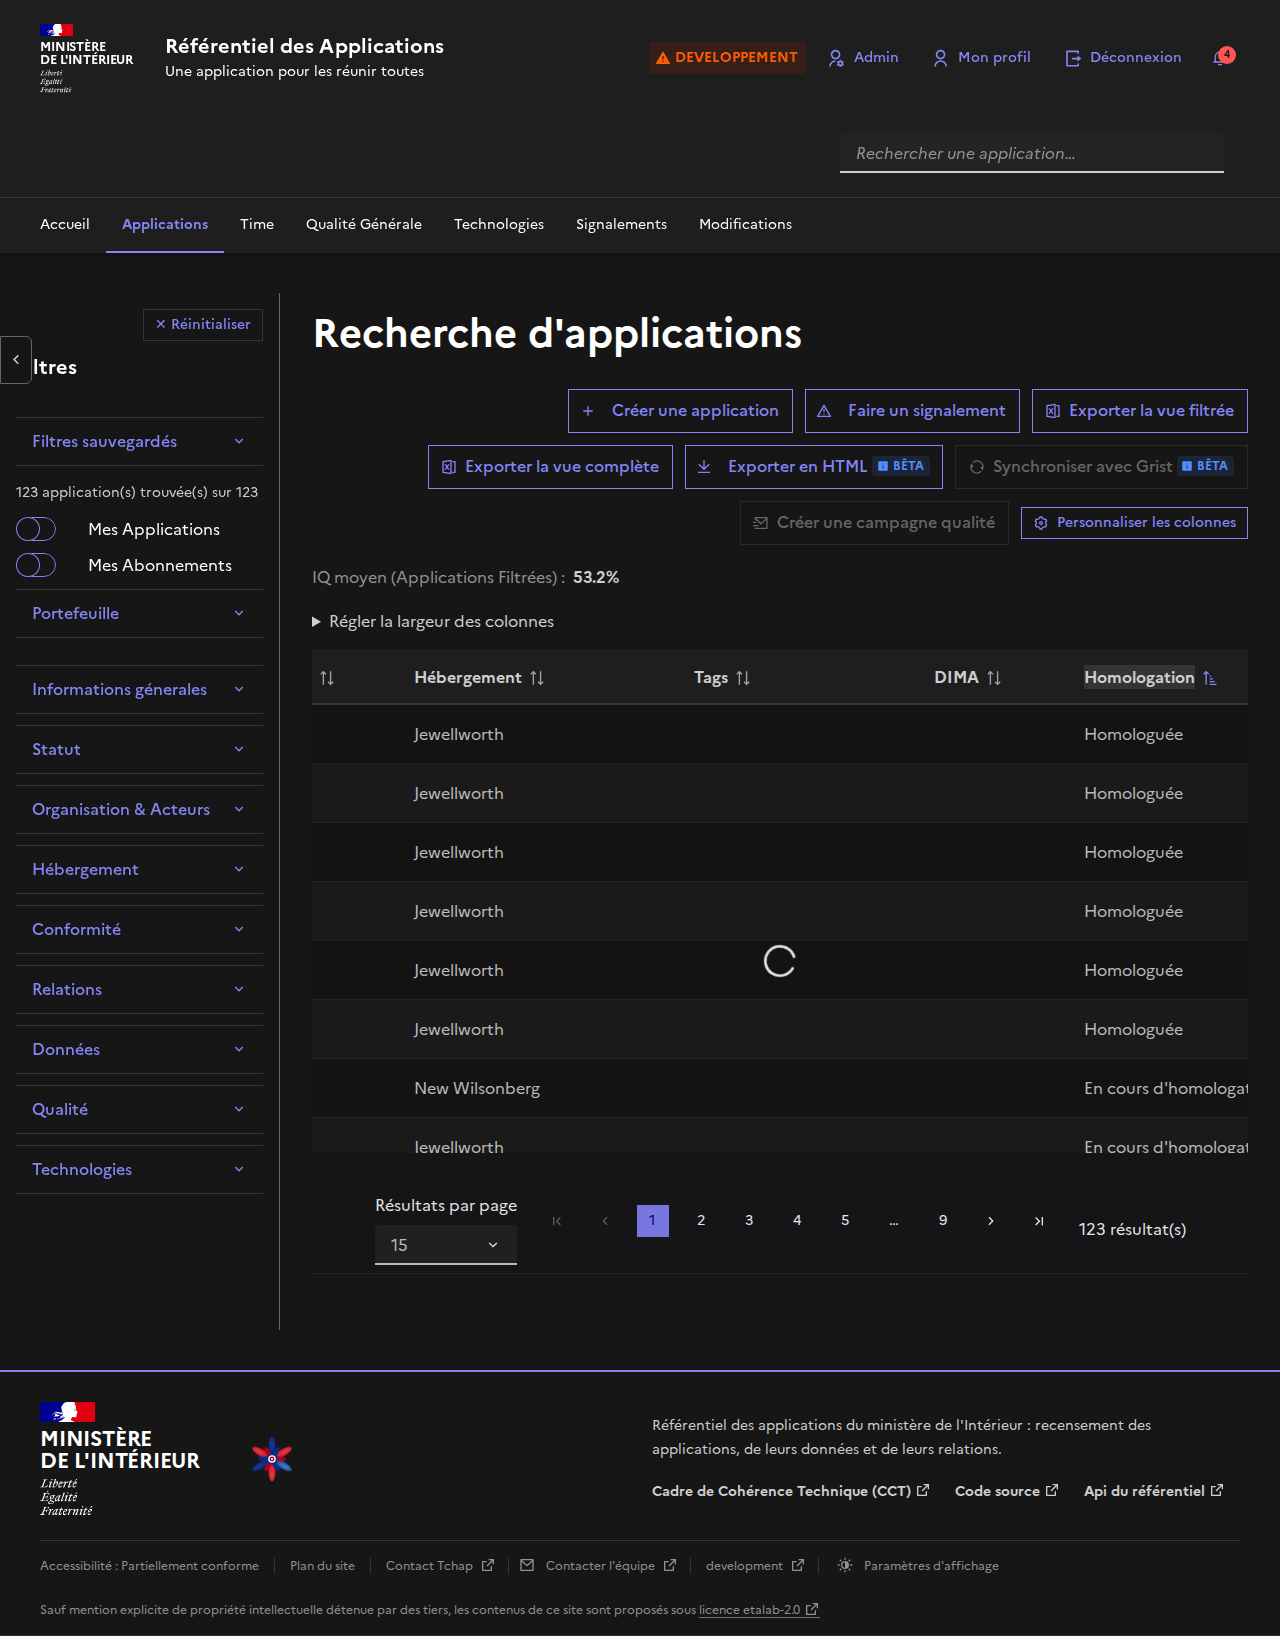 MINISTÈRE
DE L'INTÉRIEUR
Liberté
Égalité
Fraternité
Référentiel des Applications
Une application pour les réunir toutes
DEVELOPPEMENT
Admin
Mon profil
Déconnexion
4
Rechercher une application...
Accueil
Applications
Time
Qualité Générale
Technologies
Signalements
Modifications
Réinitialiser
ltres
Filtres sauvegardés
123 application(s) trouvée(s) sur 123
Mes Applications
Mes Abonnements
Portefeuille
Informations génerales
Statut
Organisation & Acteurs
Hébergement
Conformité
Relations
Données
Qualité
Technologies
Recherche d'applications
Créer une application
Faire un signalement
Exporter la vue filtrée
Exporter la vue complète
Exporter en HTML BÊTA
Synchroniser avec Grist BÊTA
Créer une campagne qualité
Personnaliser les colonnes
IQ moyen (Applications Filtrées) : 53.2%
Régler la largeur des colonnes
Hébergement Tags DIMA Homologation
Jewellworth Homologuée
Jewellworth Homologuée
Jewellworth Homologuée
Jewellworth Homologuée
Jewellworth Homologuée
Jewellworth Homologuée
New Wilsonberg En cours d'homologat
Jewellworth En cours d'homologat
Résultats par page
15
1 2 3 4 5 ... 9
123 résultat(s)
MINISTÈRE
DE L'INTÉRIEUR
Liberté
Égalité
Fraternité
Référentiel des applications du ministère de l'Intérieur : recensement des
applications, de leurs données et de leurs relations.
Cadre de Cohérence Technique (CCT) Code source Api du référentiel
Accessibilité : Partiellement conforme Plan du site Contact Tchap Contacter l'équipe development Paramètres d'affichage
Sauf mention explicite de propriété intellectuelle détenue par des tiers, les contenus de ce site sont proposés sous licence etalab-2.0